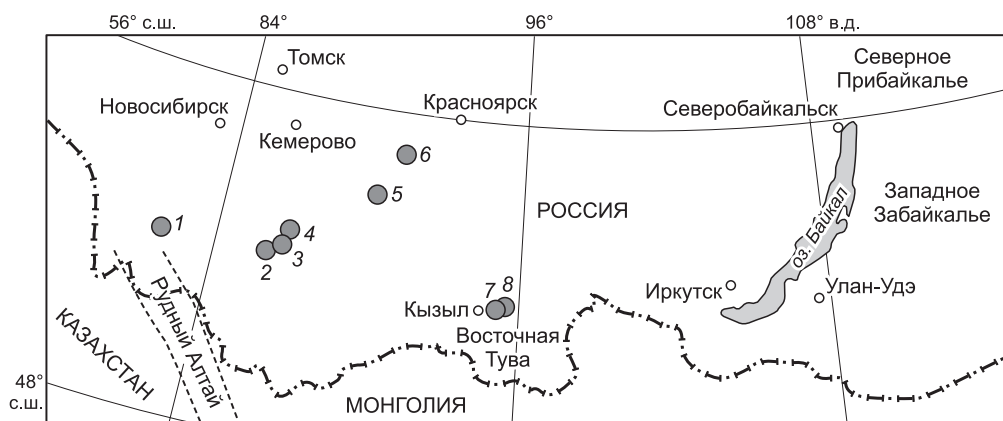 56° с.ш.
84°
96°
108° в.д.
Томск
Северное
Прибайкалье
Новосибирск
Кемерово
Красноярск
Северобайкальск
6
5
РОССИЯ
Западное
Забайкалье
1
4
3
2
оз. Байкал
Рудный Алтай
КАЗАХСТАН
Кызыл
7
8
Восточная
Тува
Иркутск
Улан-Удэ
48°
с.ш.
МОНГОЛИЯ